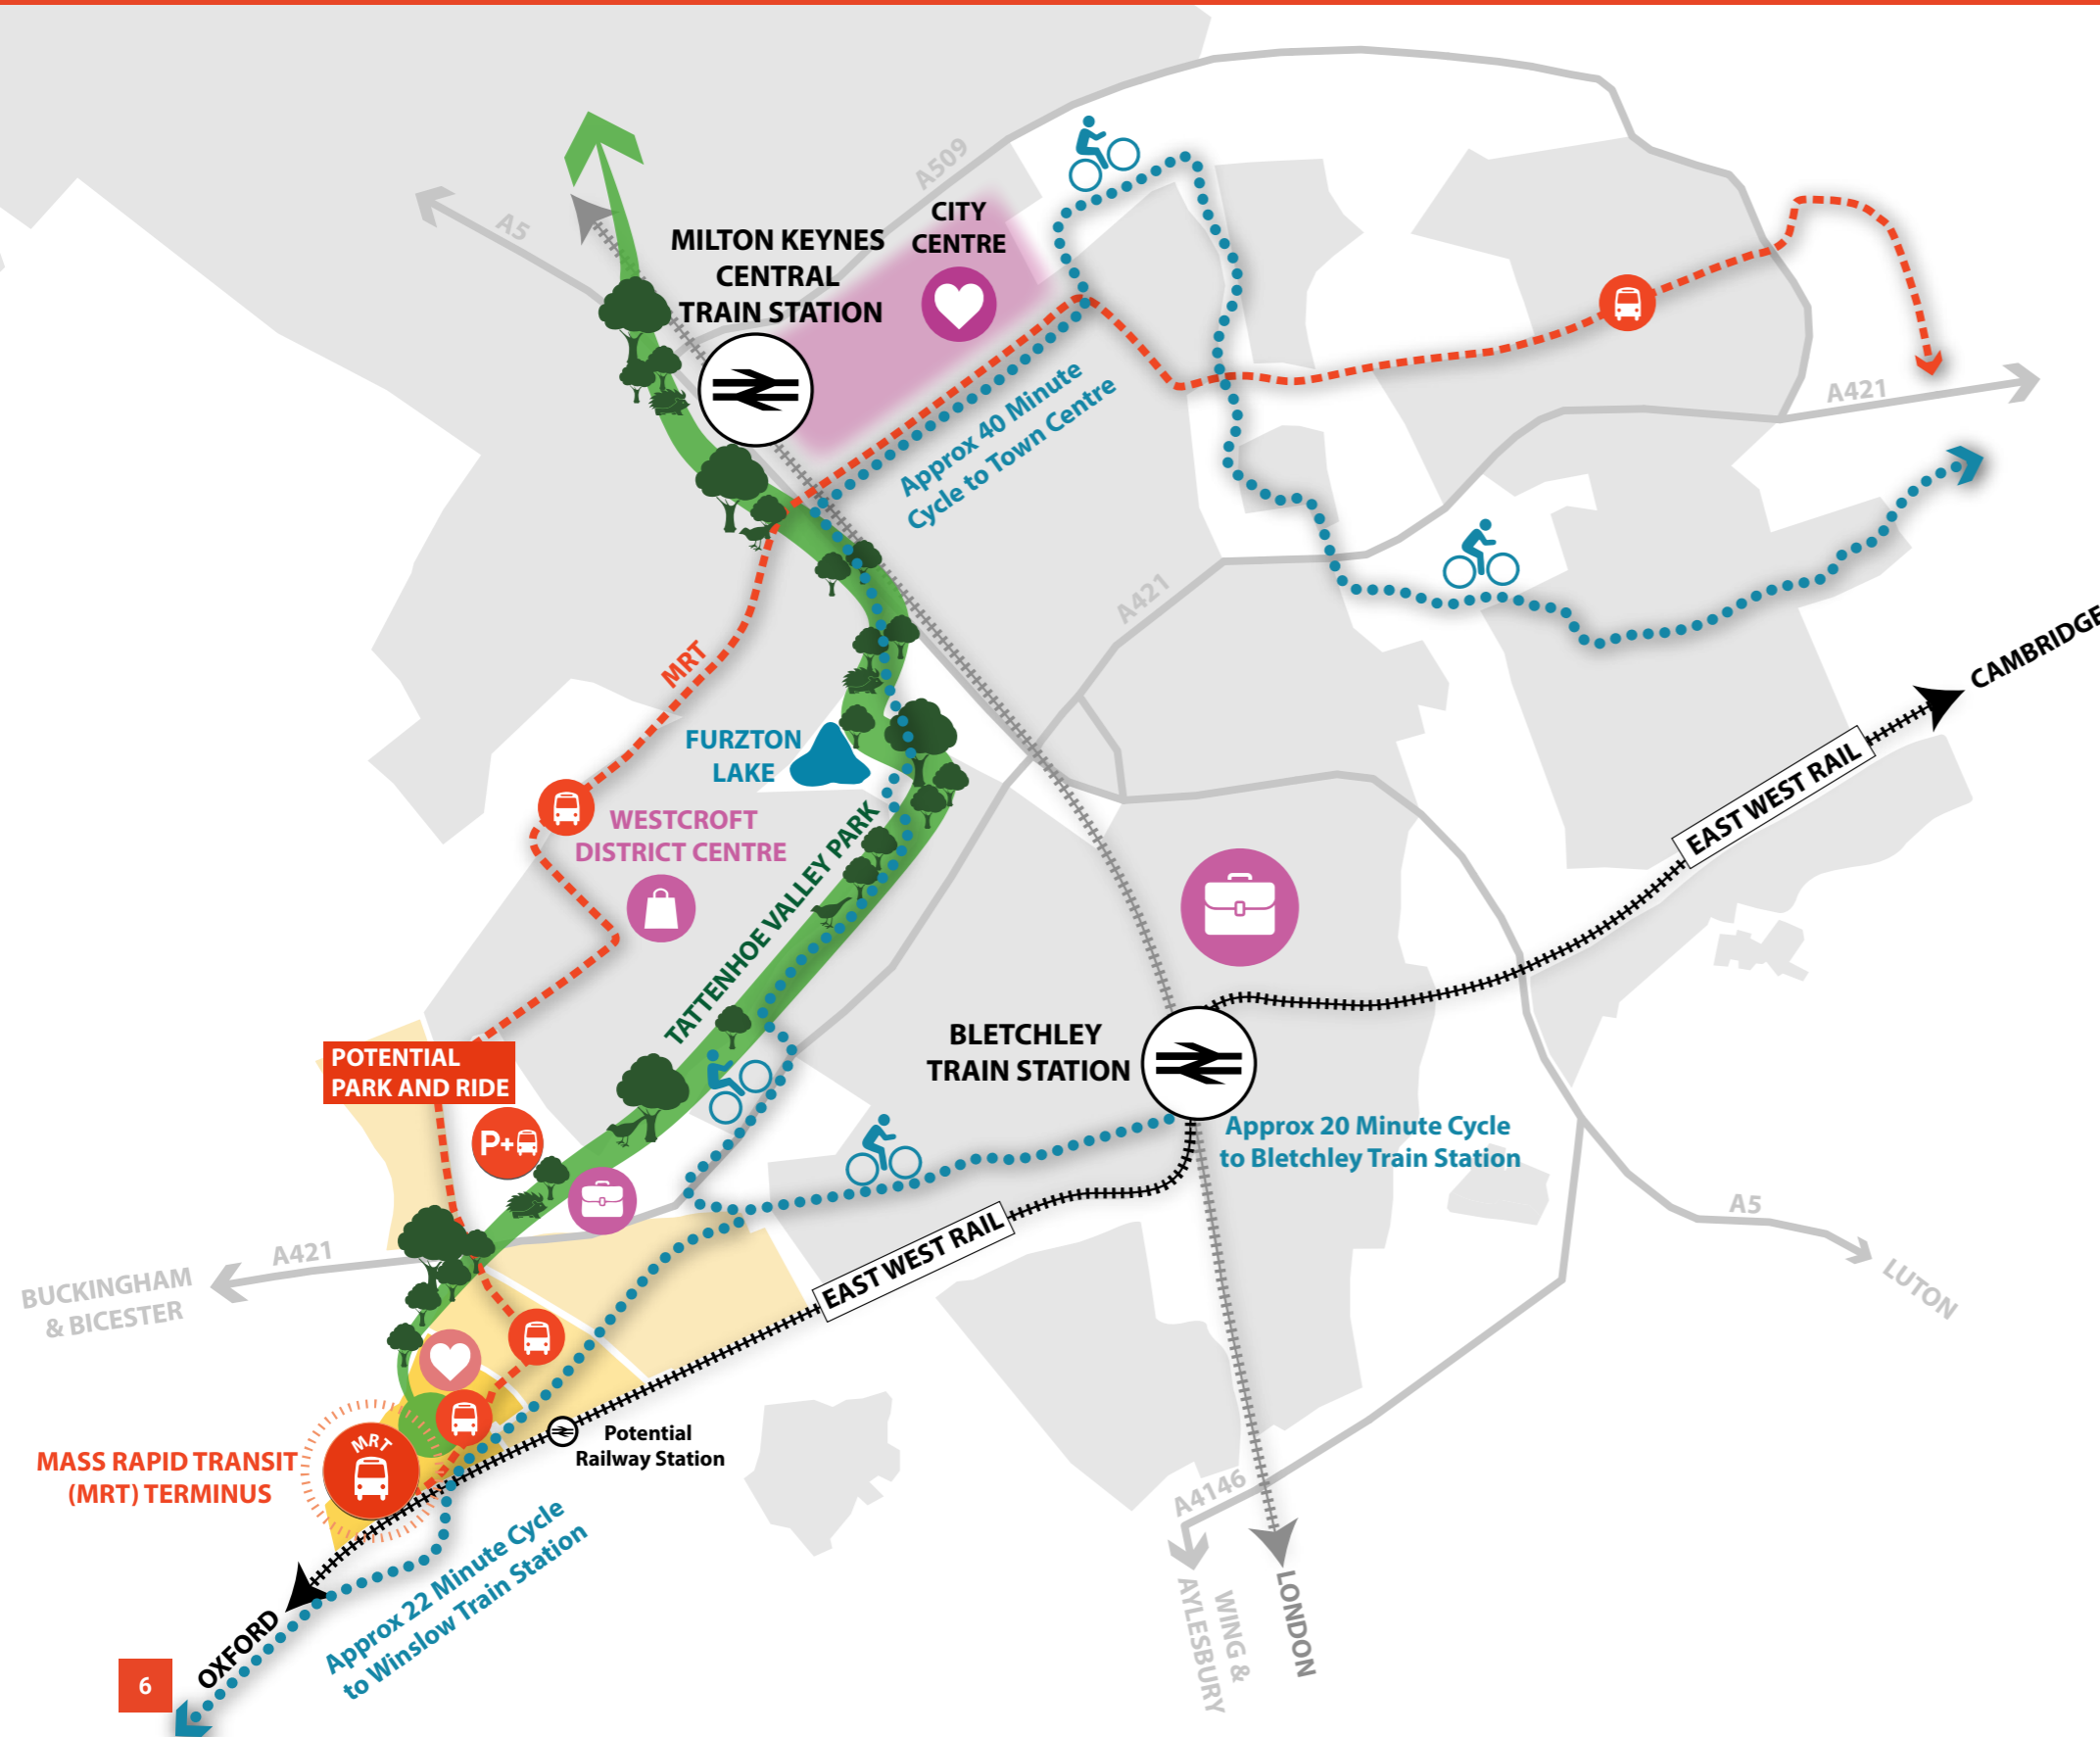 A509
A5
CITY
CENTRE
MILTON KEYNES
CENTRAL
TRAIN STATION
A421
Approx 40 Minute
Cycle to Town Centre
A421
CAMBRIDGE
MRT
FURZTON
LAKE
EAST WEST RAIL
WESTCROFT
DISTRICT CENTRE
TATTENHOE VALLEY PARK
BLETCHLEY
TRAIN STATION
POTENTIAL
PARK AND RIDE
P+
Approx 20 Minute Cycle
to Bletchley Train Station
A5
LUTON
A421
BUCKINGHAM
& BICESTER
EAST WEST RAIL
Potential
Railway Station
MRT
MASS RAPID TRANSIT
(MRT) TERMINUS
A4146
Approx 22 Minute Cycle
to Winslow Train Station
WING &
AYLESBURY
LONDON
OXFORD
6